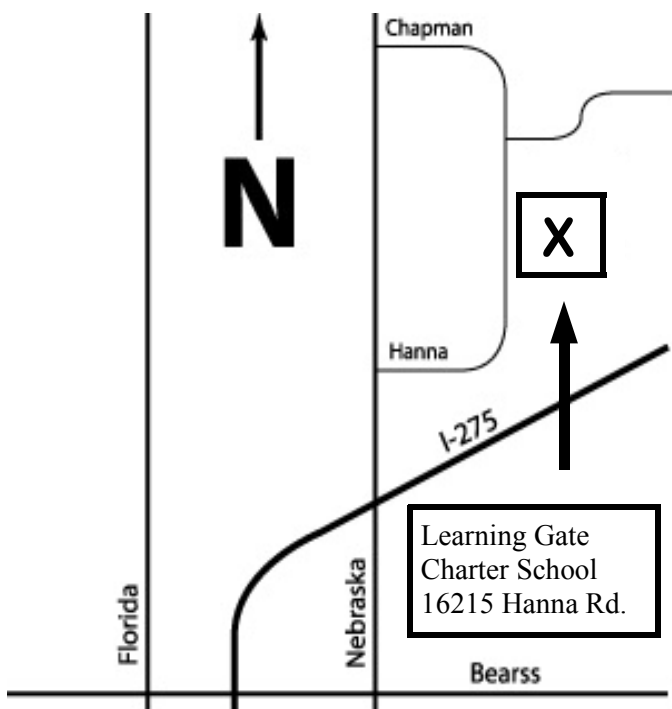 Chapman
N
X
Hanna
I-275
Learning Gate
Charter School
16215 Hanna Rd.
Florida
Nebraska
Bearss